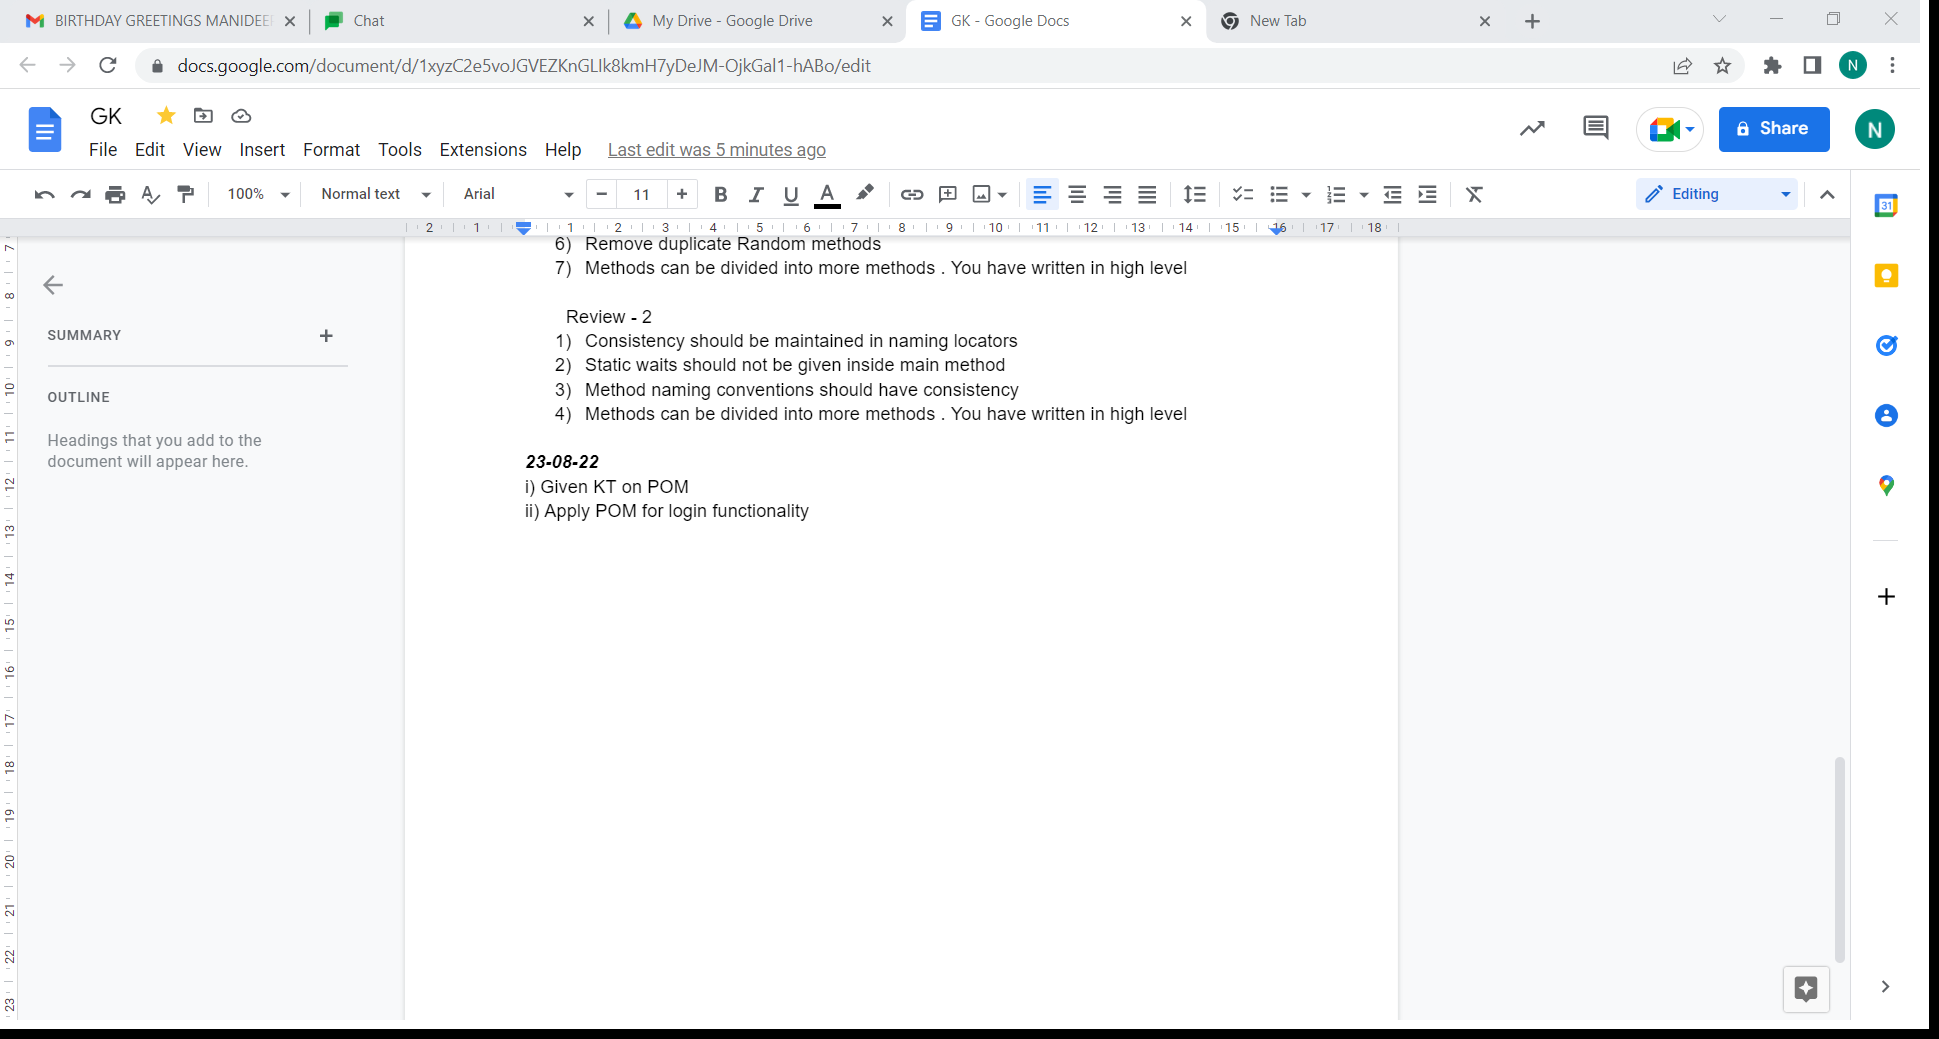 BIRTHDAY GREETINGS MANIDEEP
Chat
My Drive - Google Drive
GK - Google Docs
New Tab
docs.google.com/document/d/1xyzC2e5voJGVEZKnGLIk8kmH7yDeJM-OjkGal1-hABo/edit
N
GK
File Edit View Insert Format Tools Extensions Help Last edit was 5 minutes ago
Share
N
100% Normal text Arial 11 B I U A Editing
31
2 1 1 2 3 4 5 6 7 8 9 10 11 12 13 14 15 16 17 18
7 8 9 10 11 12 13 14 15 16 17 18 19 20 21 22 23
SUMMARY
OUTLINE
Headings that you add to the
document will appear here.
6) Remove duplicate Random methods
7) Methods can be divided into more methods . You have written in high level
Review - 2
1) Consistency should be maintained in naming locators
2) Static waits should not be given inside main method
3) Method naming conventions should have consistency
4) Methods can be divided into more methods . You have written in high level
23-08-22
i) Given KT on POM
ii) Apply POM for login functionality